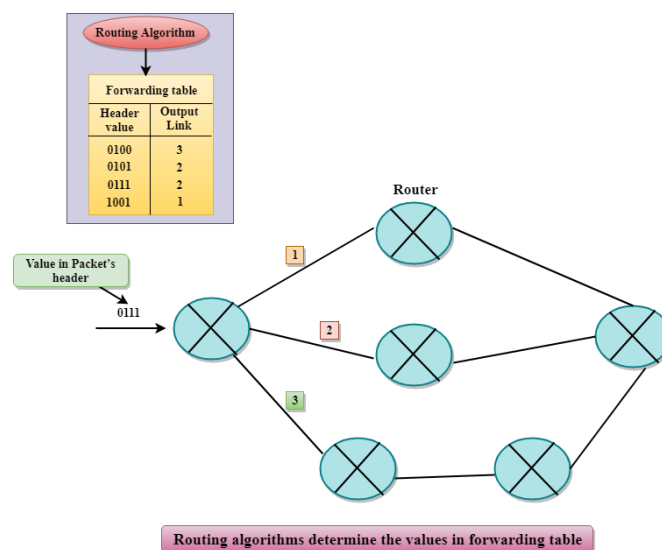 Routing Algorithm
Forwarding table
Header value
Output Link
0100 3
0101 2
0111 2
1001 1
Router
1
Value in Packet's
header
0111
2
3
Routing algorithms determine the values in forwarding table